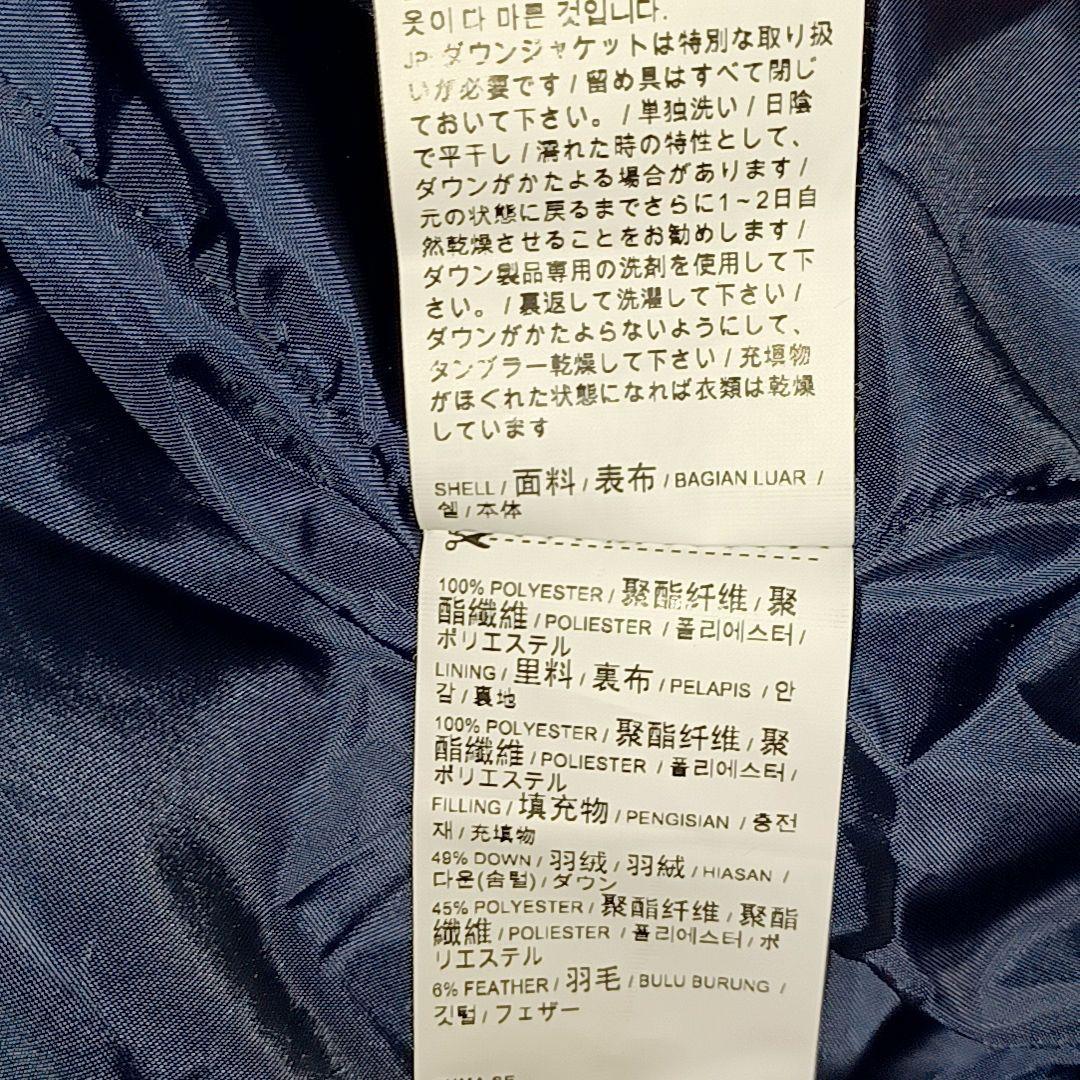 옷이 다 마른 것입니다.
JP- ダウンジャケットは特別な取り扱
いが必要です / 留め具はすべて閉じ
ておいて下さい。 / 単独洗い / 日陰
で平干し / 濡れた時の特性として、
ダウンがかたよる場合があります /
元の状態に戻るまでさらに1~2日自
然乾燥させることをお勧めします /
ダウン製品専用の洗剤を使用して下
さい。 / 裏返して洗濯して下さい /
ダウンがかたよらないようにして、
タンブラー乾燥して下さい / 充填物
がほぐれた状態になれば衣類は乾燥
しています
SHELL / 面料 / 表布 / BAGIAN LUAR /
쉘 / 本体
100% POLYESTER / 聚酯纤维 / 聚
酯纖維 / POLIESTER / 폴리에스터 /
ポリエステル
LINING / 里料 / 裏布 / PELAPIS / 안
감 / 裏地
100% POLYESTER / 聚酯纤维 / 聚
酯纖維 / POLIESTER / 폴리에스터 /
ポリエステル
FILLING / 填充物 / PENGISIAN / 충전
재 / 充填物
49% DOWN / 羽绒 / 羽絨 / HIASAN /
다운(솜털) / ダウン
45% POLYESTER / 聚酯纤维 / 聚酯
纖維 / POLIESTER / 폴리에스터 / ポ
リエステル
6% FEATHER / 羽毛 / BULU BURUNG /
깃털 / フェザー